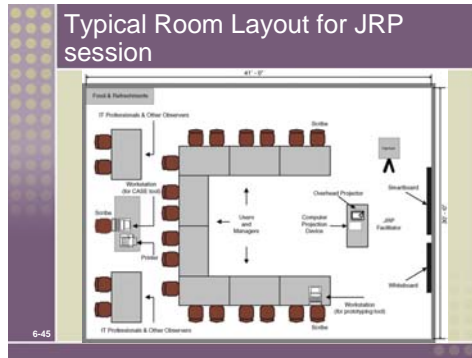 Typical Room Layout for JRP
session
41' - 0"
Food & Refreshments
IT Professionals & Other Observers
Scribe
Workstation
(for CASE tool)
Overhead Projector
Smartboard
Scribe
Users
and
Managers
Computer
Projection
Device
JRP
Facilitator
30' - 0"
Printer
Whiteboard
Workstation
(for prototyping tool)
IT Professionals & Other Observers
Scribe
6-45